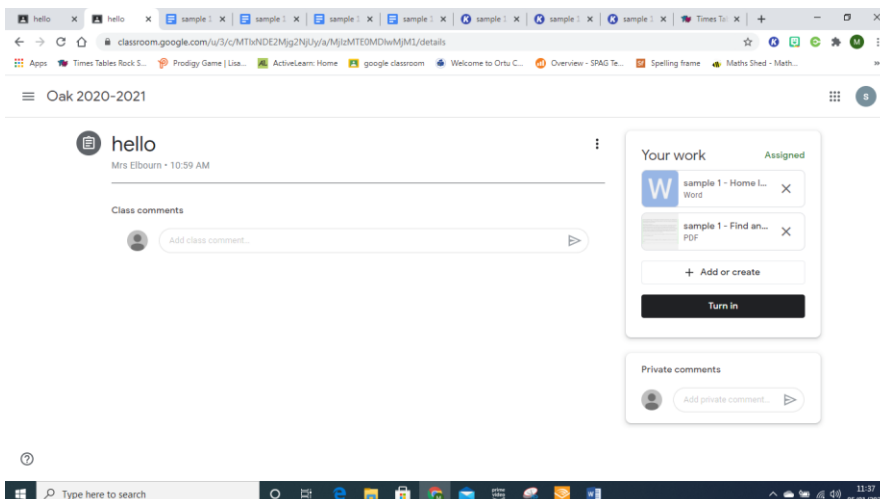 hello
hello
sample 1
sample 1
sample 1
sample 1
sample 1
sample 1
sample 1
Times Ta
classroom.google.com/u/3/c/MTIxNDE2Mjg2NjUy/a/MjIzMTE0MDIwMjM1/details
Apps Times Tables Rock S... Prodigy Game | Lisa... ActiveLearn: Home google classroom Welcome to Ortu C... Overview - SPAG Te... Spelling frame Maths Shed - Math...
Oak 2020-2021
S
hello
Mrs Elbourn • 10:59 AM
Class comments
Add class comment...
Your work Assigned
sample 1 - Home l...
Word
sample 1 - Find an...
PDF
+ Add or create
Turn in
Private comments
Add private comment...
Type here to search
11:37